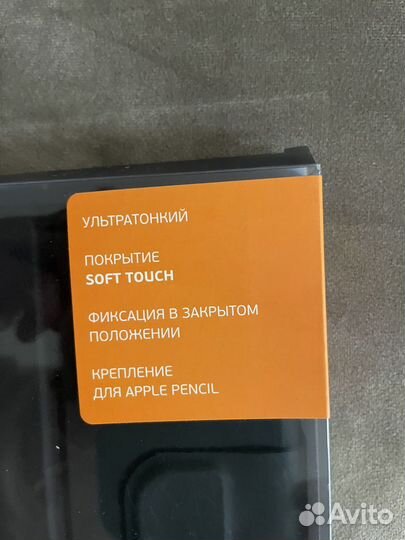 УЛЬТРАТОНКИЙ
ПОКРЫТИЕ
SOFT TOUCH
ФИКСАЦИЯ В ЗАКРЫТОМ
ПОЛОЖЕНИИ
КРЕПЛЕНИЕ
ДЛЯ APPLE PENCIL
Avito